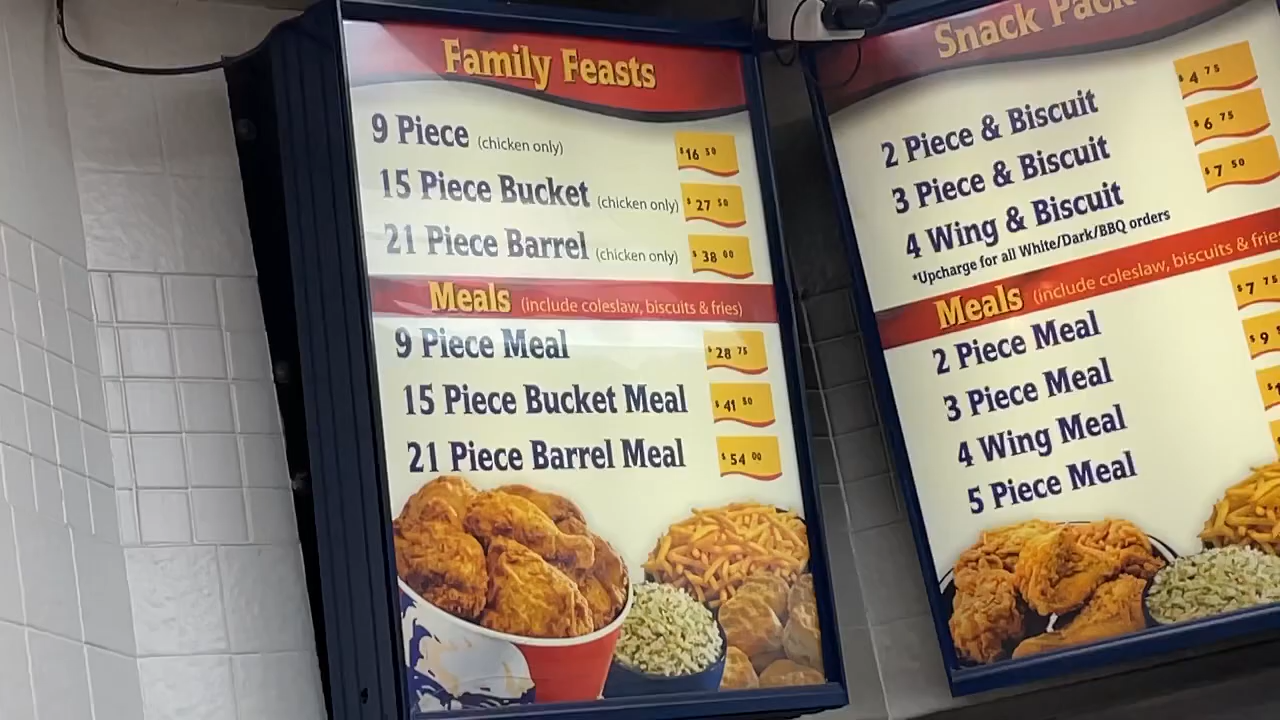 Family Feasts
9 Piece (chicken only) $16 50
15 Piece Bucket (chicken only) $27 50
21 Piece Barrel (chicken only) $38 00
Meals (include coleslaw, biscuits & fries)
9 Piece Meal $28 75
15 Piece Bucket Meal $41 50
21 Piece Barrel Meal $54 00
Snack Pack
2 Piece & Biscuit $4 75
3 Piece & Biscuit $6 75
4 Wing & Biscuit $7 50
*Upcharge for all White/Dark/BBQ orders
Meals (include coleslaw, biscuits & fries
2 Piece Meal $7 75
3 Piece Meal $9
4 Wing Meal
5 Piece Meal